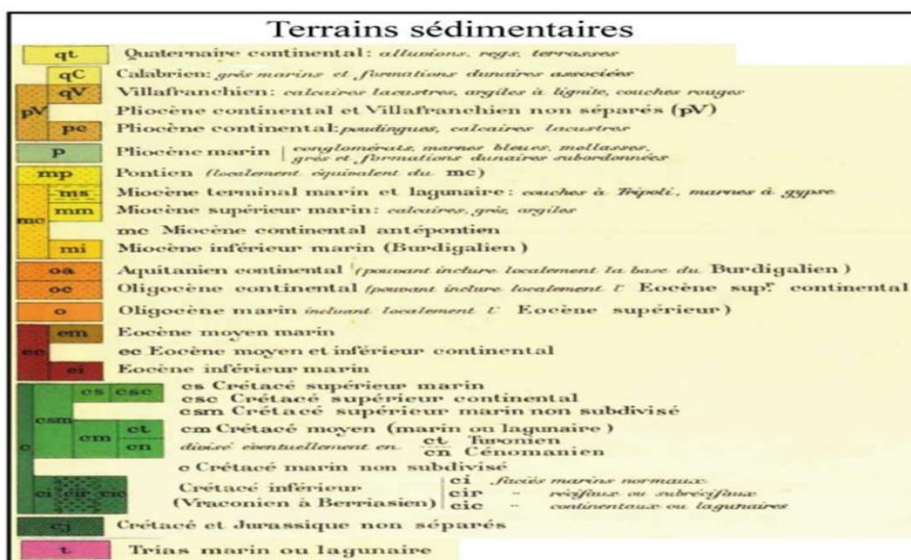 Terrains sédimentaires
qt Quaternaire continental: alluvions, regs, terrasses
qC Calabrien: grés marins et formations dunaires associées
qV Villafranchien: calcaires lacustres, argiles à lignite, couches rouges
pV Pliocène continental et Villafranchien non séparés (pV)
pc Pliocène continental: poudingues, calcaires lacustres
p Pliocène marin conglomérats, marnes bleues, mollasses,
grés et formations dunaires subordonnées
mp Pontien (localement équivalent du mc)
ms Miocène terminal marin et lagunaire: couches à Tripoli, marnes à gypse
mm Miocène supérieur marin: calcaires, grés, argiles
mc mc Miocène continental antépontien
mi Miocène inférieur marin (Burdigalien)
oa Aquitanien continental (pouvant inclure localement la base du Burdigalien)
oc Oligocène continental (pouvant inclure localement l' Eocène supr continental
o Oligocène marin incluant localement l' Eocène supérieur)
em Eocène moyen marin
ec ec Eocène moyen et inférieur continental
ei Eocène inférieur marin
cs csc cs Crétacé supérieur marin
csc Crétacé supérieur continental
csm csm Crétacé supérieur marin non subdivisé
cm ct cm Crétacé moyen (marin ou lagunaire)
cn divisé éventuellement en ct Turonien
cn Cénomanien
c c Crétacé marin non subdivisé
ci cir cic Crétacé inférieur ci faciés marins normaux
(Vraconien à Berriasien) cir " récifaux ou subrécifaux
cic " continentaux ou lagunaires
cj Crétacé et Jurassique non séparés
t Trias marin ou lagunaire